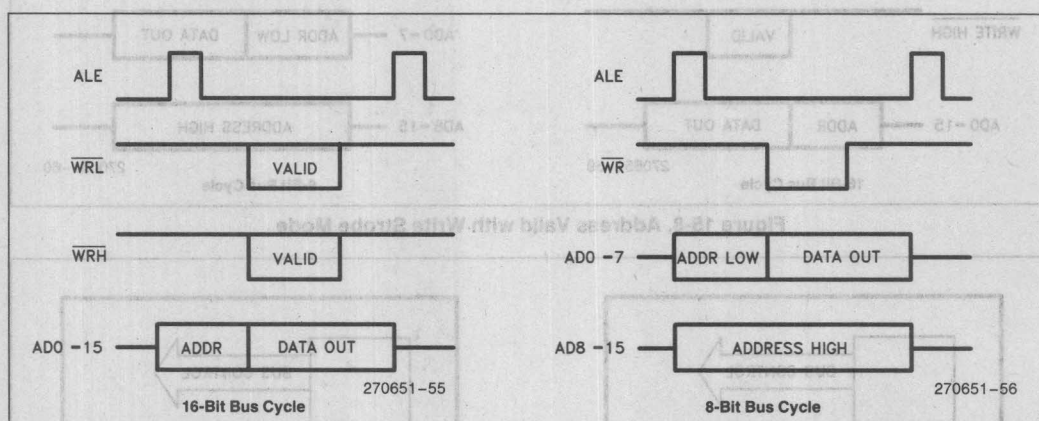 ALE
WRL
VALID
WRH
VALID
AD0 -15
ADDR
DATA OUT
270651-55
16-Bit Bus Cycle
ALE
WR
AD0 -7
ADDR LOW
DATA OUT
AD8 -15
ADDRESS HIGH
270651-56
8-Bit Bus Cycle